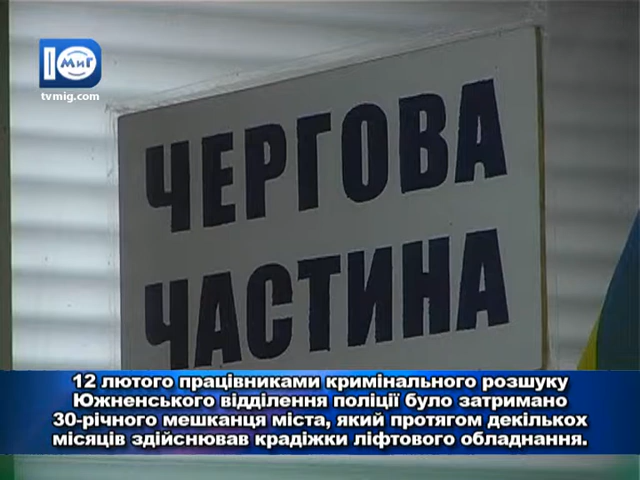 Ю МиГ
tvmig.com
ЧЕРГОВА
ЧАСТИНА
12 лютого працівниками кримінального розшуку
Южненського відділення поліції було затримано
30-річного мешканця міста, який протягом декількох
місяців здійснював крадіжки ліфтового обладнання.